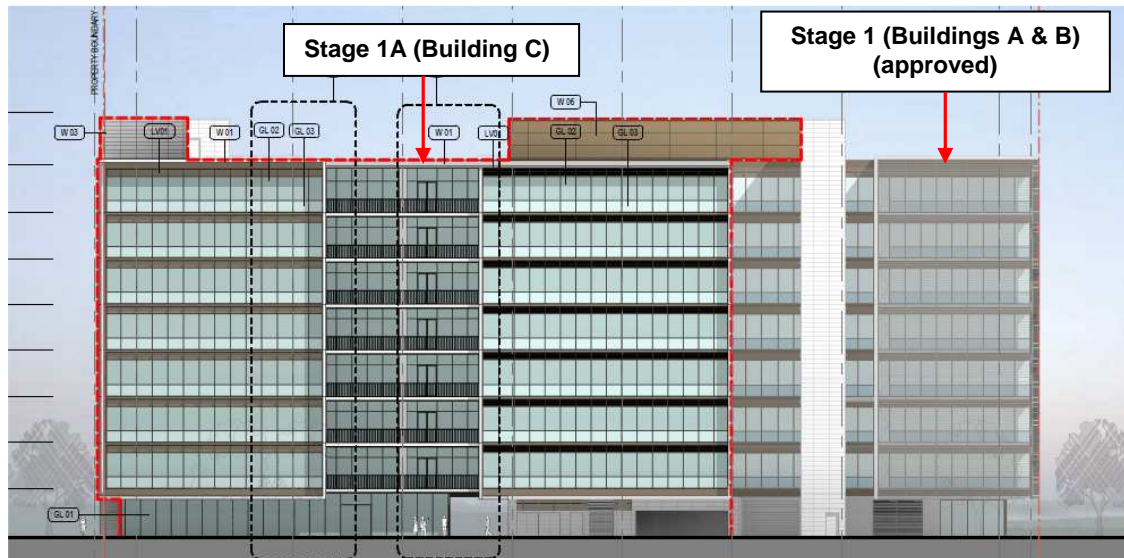 PROPERTY BOUNDARY
Stage 1A (Building C)
Stage 1 (Buildings A & B)
(approved)
W 06
W 03
LV01
W 01
GL 02
GL 03
W 01
LV0
GL 02
GL 03
GL 01